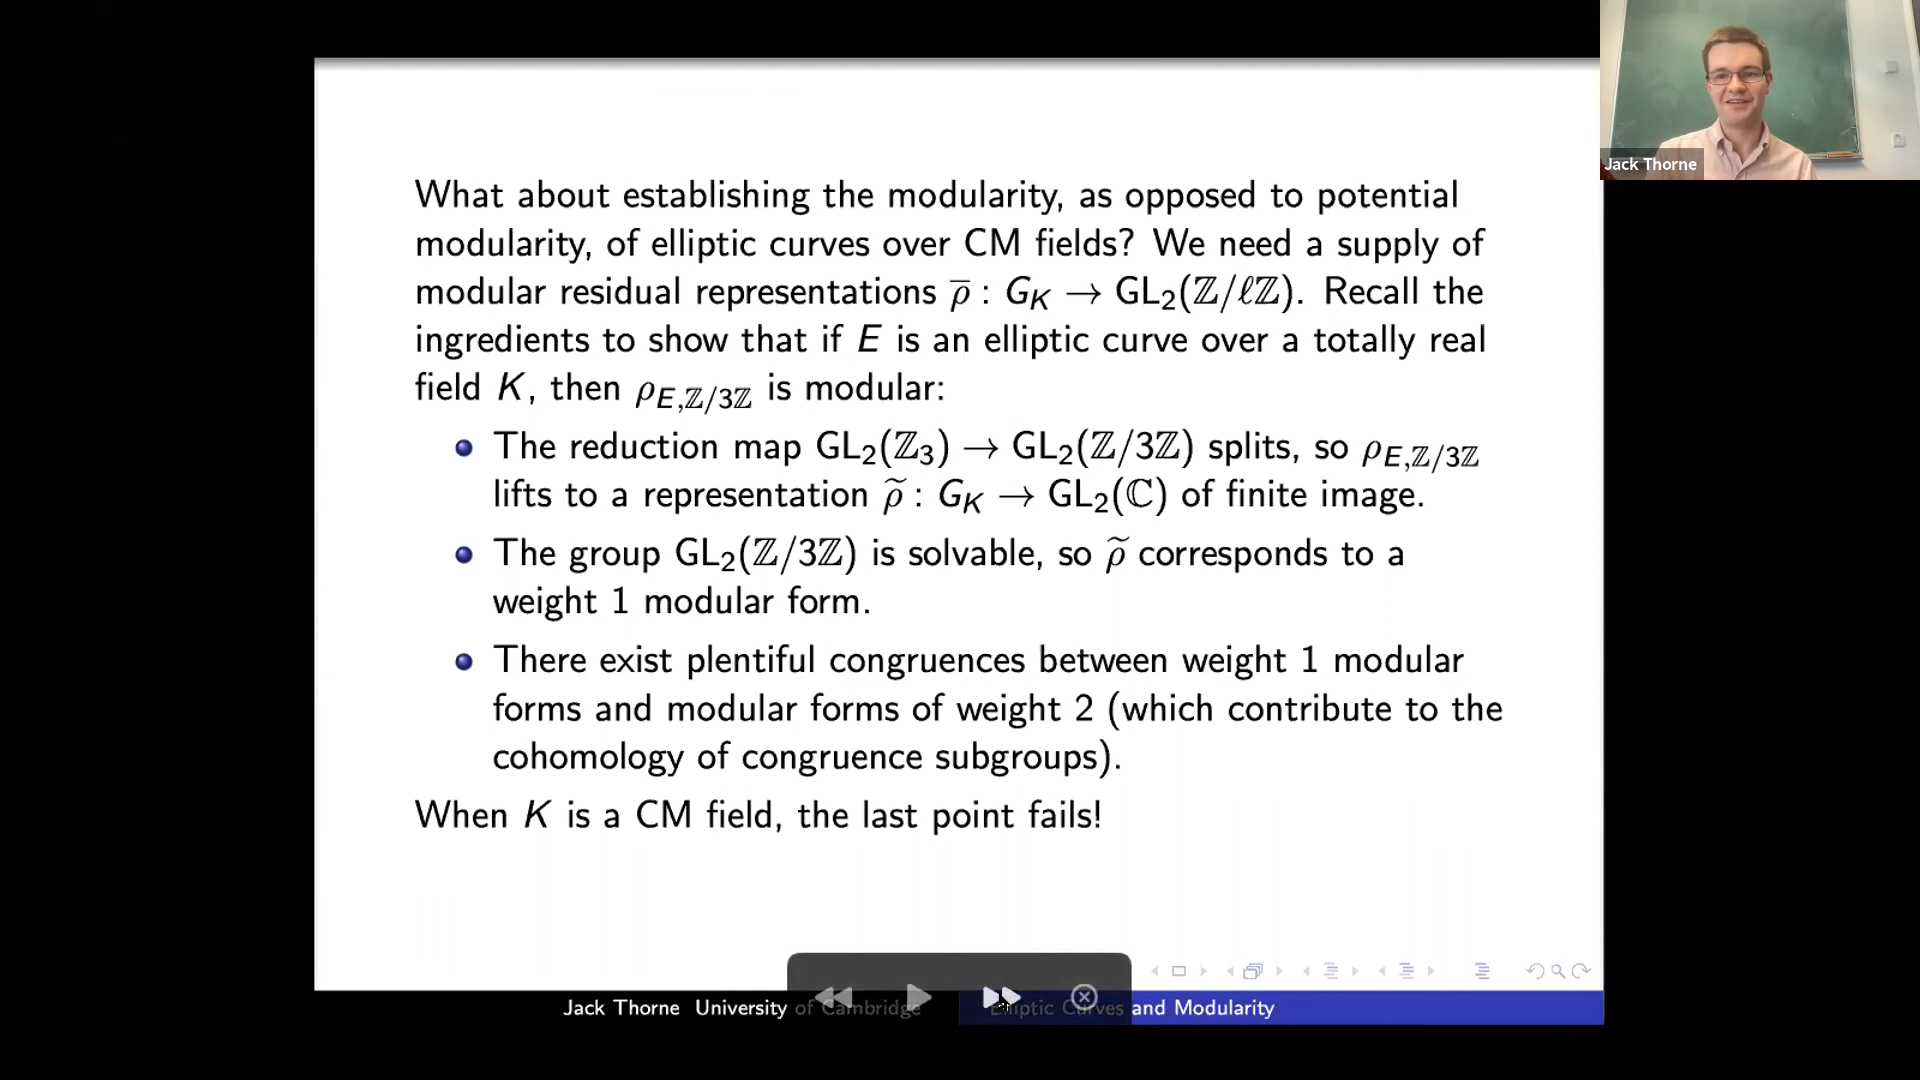 What about establishing the modularity, as opposed to potential
modularity, of elliptic curves over CM fields? We need a supply of
modular residual representations ρ̅ : G_K → GL₂(ℤ/ℓℤ). Recall the
ingredients to show that if E is an elliptic curve over a totally real
field K, then ρ_{E,ℤ/3ℤ} is modular:
The reduction map GL₂(ℤ₃) → GL₂(ℤ/3ℤ) splits, so ρ_{E,ℤ/3ℤ}
lifts to a representation ρ̃ : G_K → GL₂(ℂ) of finite image.
The group GL₂(ℤ/3ℤ) is solvable, so ρ̃ corresponds to a
weight 1 modular form.
There exist plentiful congruences between weight 1 modular
forms and modular forms of weight 2 (which contribute to the
cohomology of congruence subgroups).
When K is a CM field, the last point fails!
Jack Thorne University of Cambridge
Elliptic Curves and Modularity
Jack Thorne